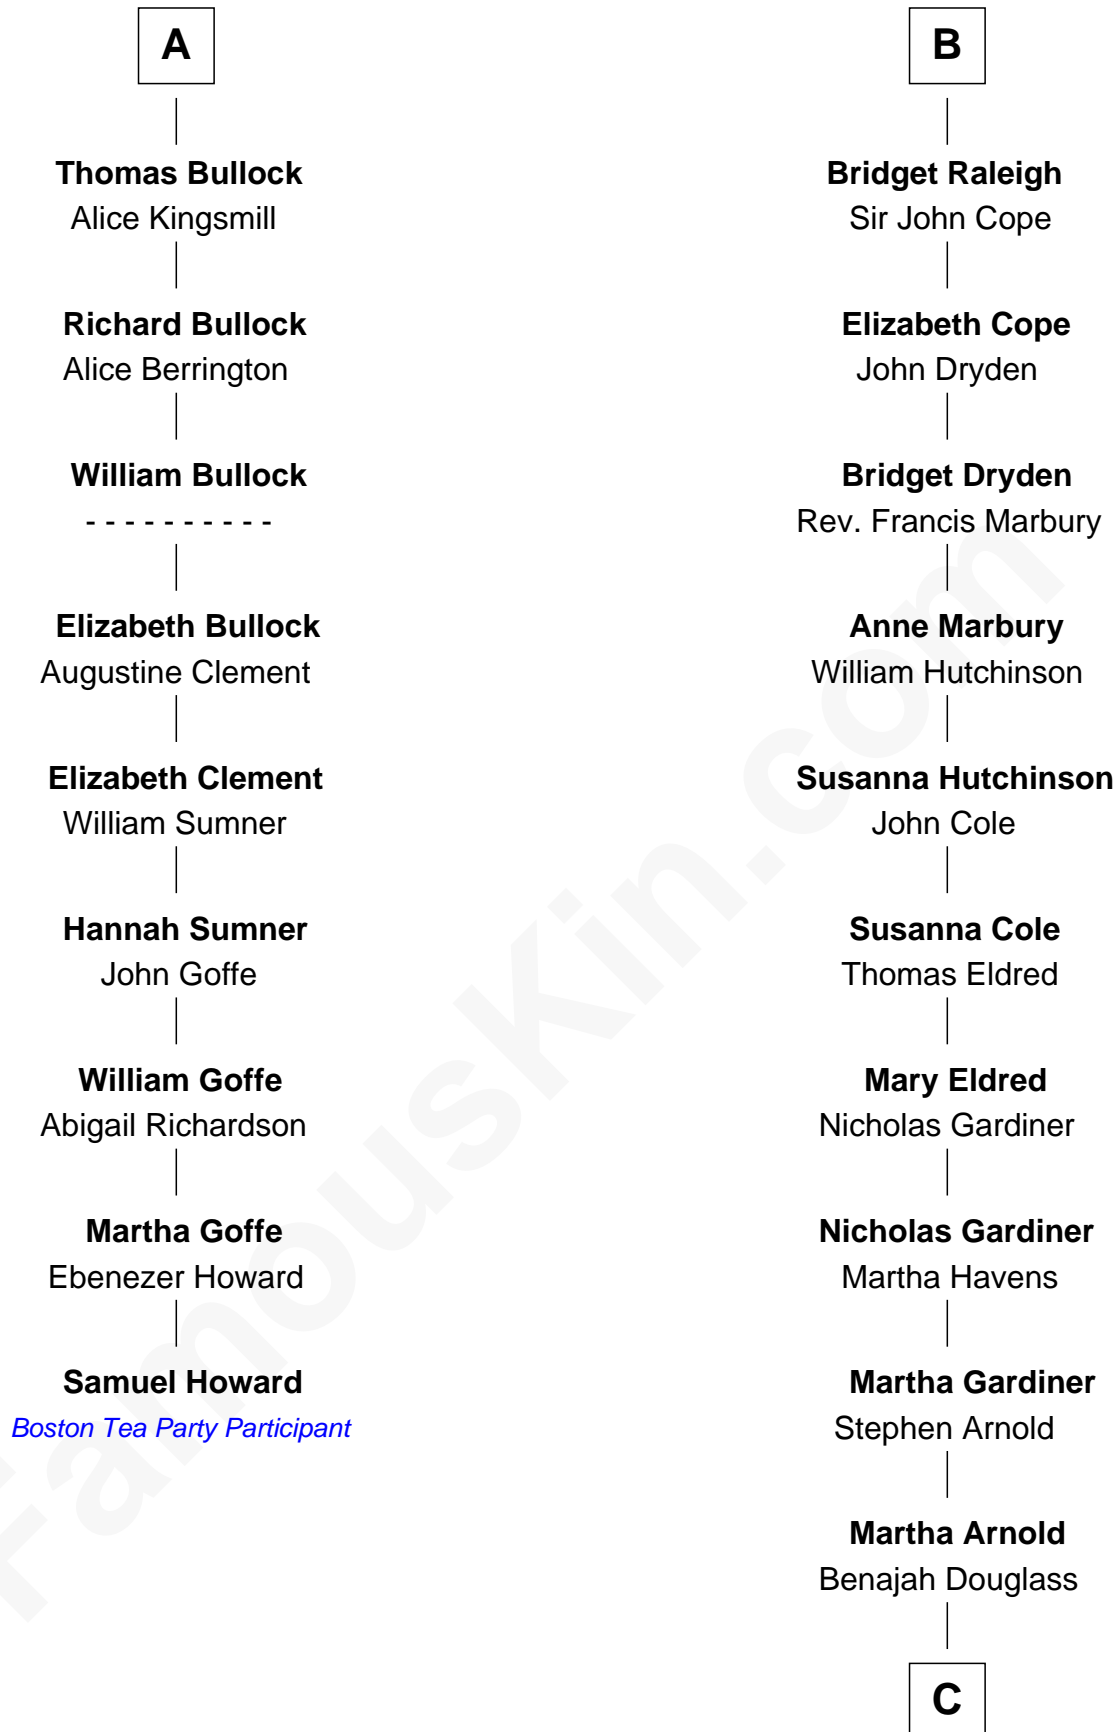 A
Thomas Bullock
Alice Kingsmill
Richard Bullock
Alice Berrington
William Bullock
- - - - - - - - - -
Elizabeth Bullock
Augustine Clement
Elizabeth Clement
William Sumner
Hannah Sumner
John Goffe
William Goffe
Abigail Richardson
Martha Goffe
Ebenezer Howard
Samuel Howard
Boston Tea Party Participant
B
Bridget Raleigh
Sir John Cope
Elizabeth Cope
John Dryden
Bridget Dryden
Rev. Francis Marbury
Anne Marbury
William Hutchinson
Susanna Hutchinson
John Cole
Susanna Cole
Thomas Eldred
Mary Eldred
Nicholas Gardiner
Nicholas Gardiner
Martha Havens
Martha Gardiner
Stephen Arnold
Martha Arnold
Benajah Douglass
C
FamousKin.com